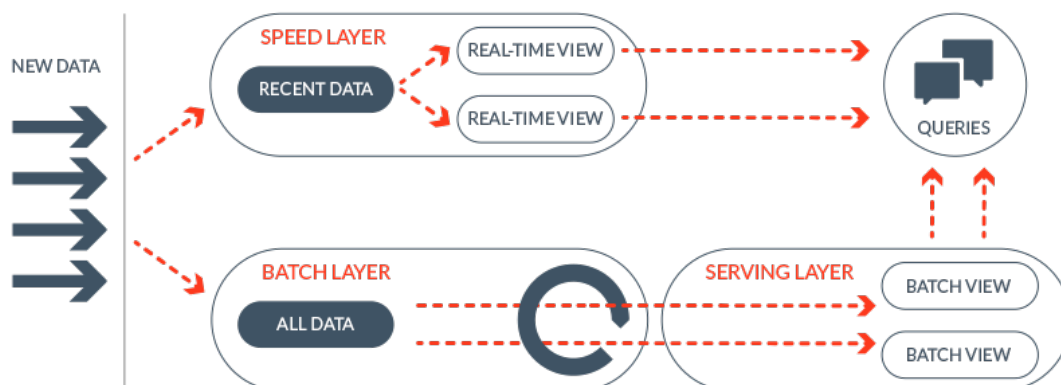 NEW DATA
SPEED LAYER
RECENT DATA
REAL-TIME VIEW
REAL-TIME VIEW
QUERIES
BATCH LAYER
ALL DATA
SERVING LAYER
BATCH VIEW
BATCH VIEW